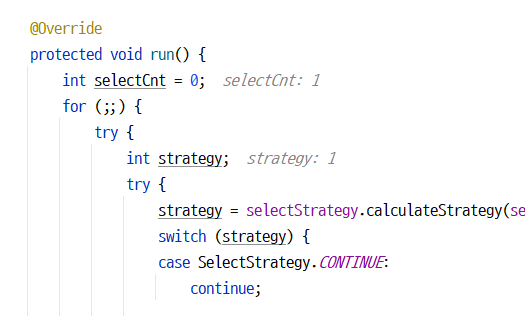 @Override
protected void run() {
int selectCnt = 0; selectCnt: 1
for (;;) {
try {
int strategy; strategy: 1
try {
strategy = selectStrategy.calculateStrategy(se
switch (strategy) {
case SelectStrategy.CONTINUE:
continue;